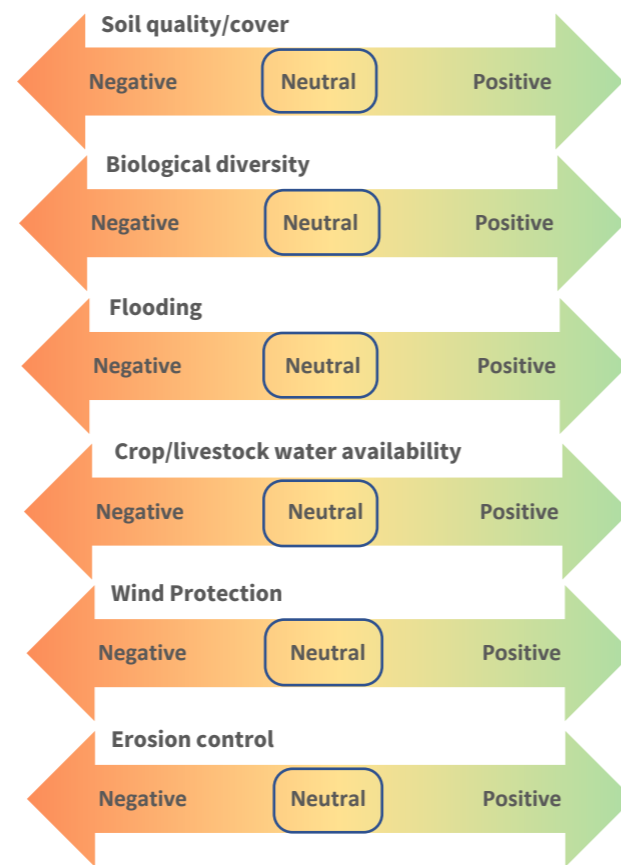 Soil quality/cover
Negative Neutral Positive
Biological diversity
Negative Neutral Positive
Flooding
Negative Neutral Positive
Crop/livestock water availability
Negative Neutral Positive
Wind Protection
Negative Neutral Positive
Erosion control
Negative Neutral Positive